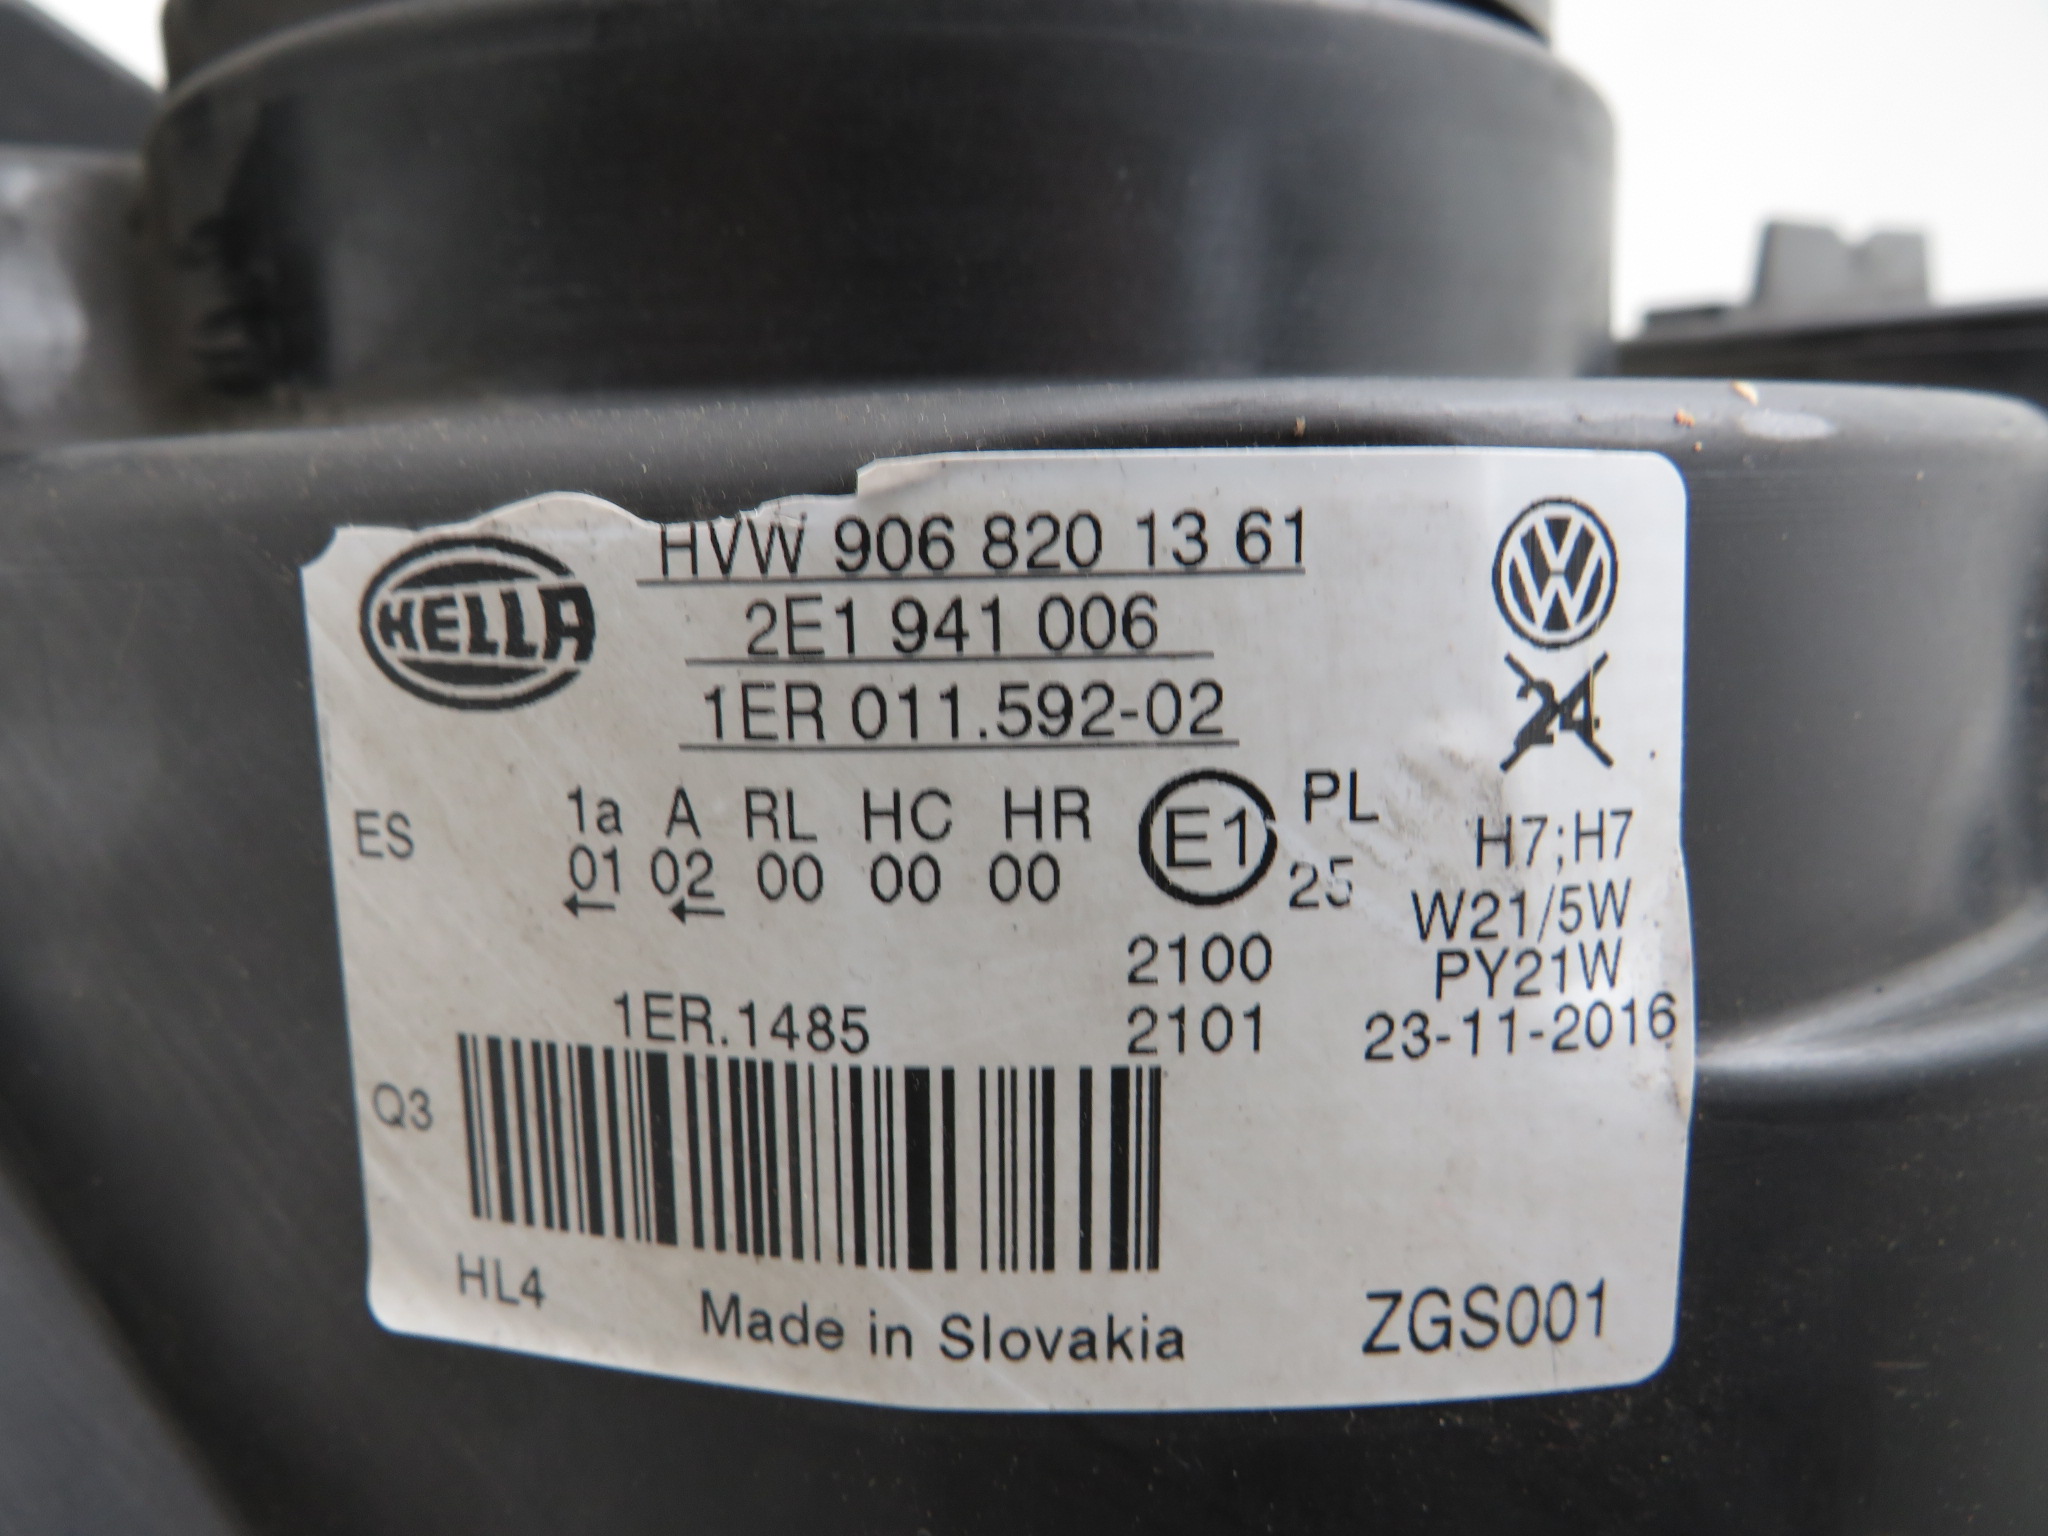 HVW 906 820 13 61
HELLA
2E1 941 006
1ER 011.592-02
24
ES 1a A RL HC HR E1 PL
01 02 00 00 00 25
H7;H7
W21/5W
2100 PY21W
1ER.1485 2101 23-11-2016
Q3
HL4
Made in Slovakia ZGS001